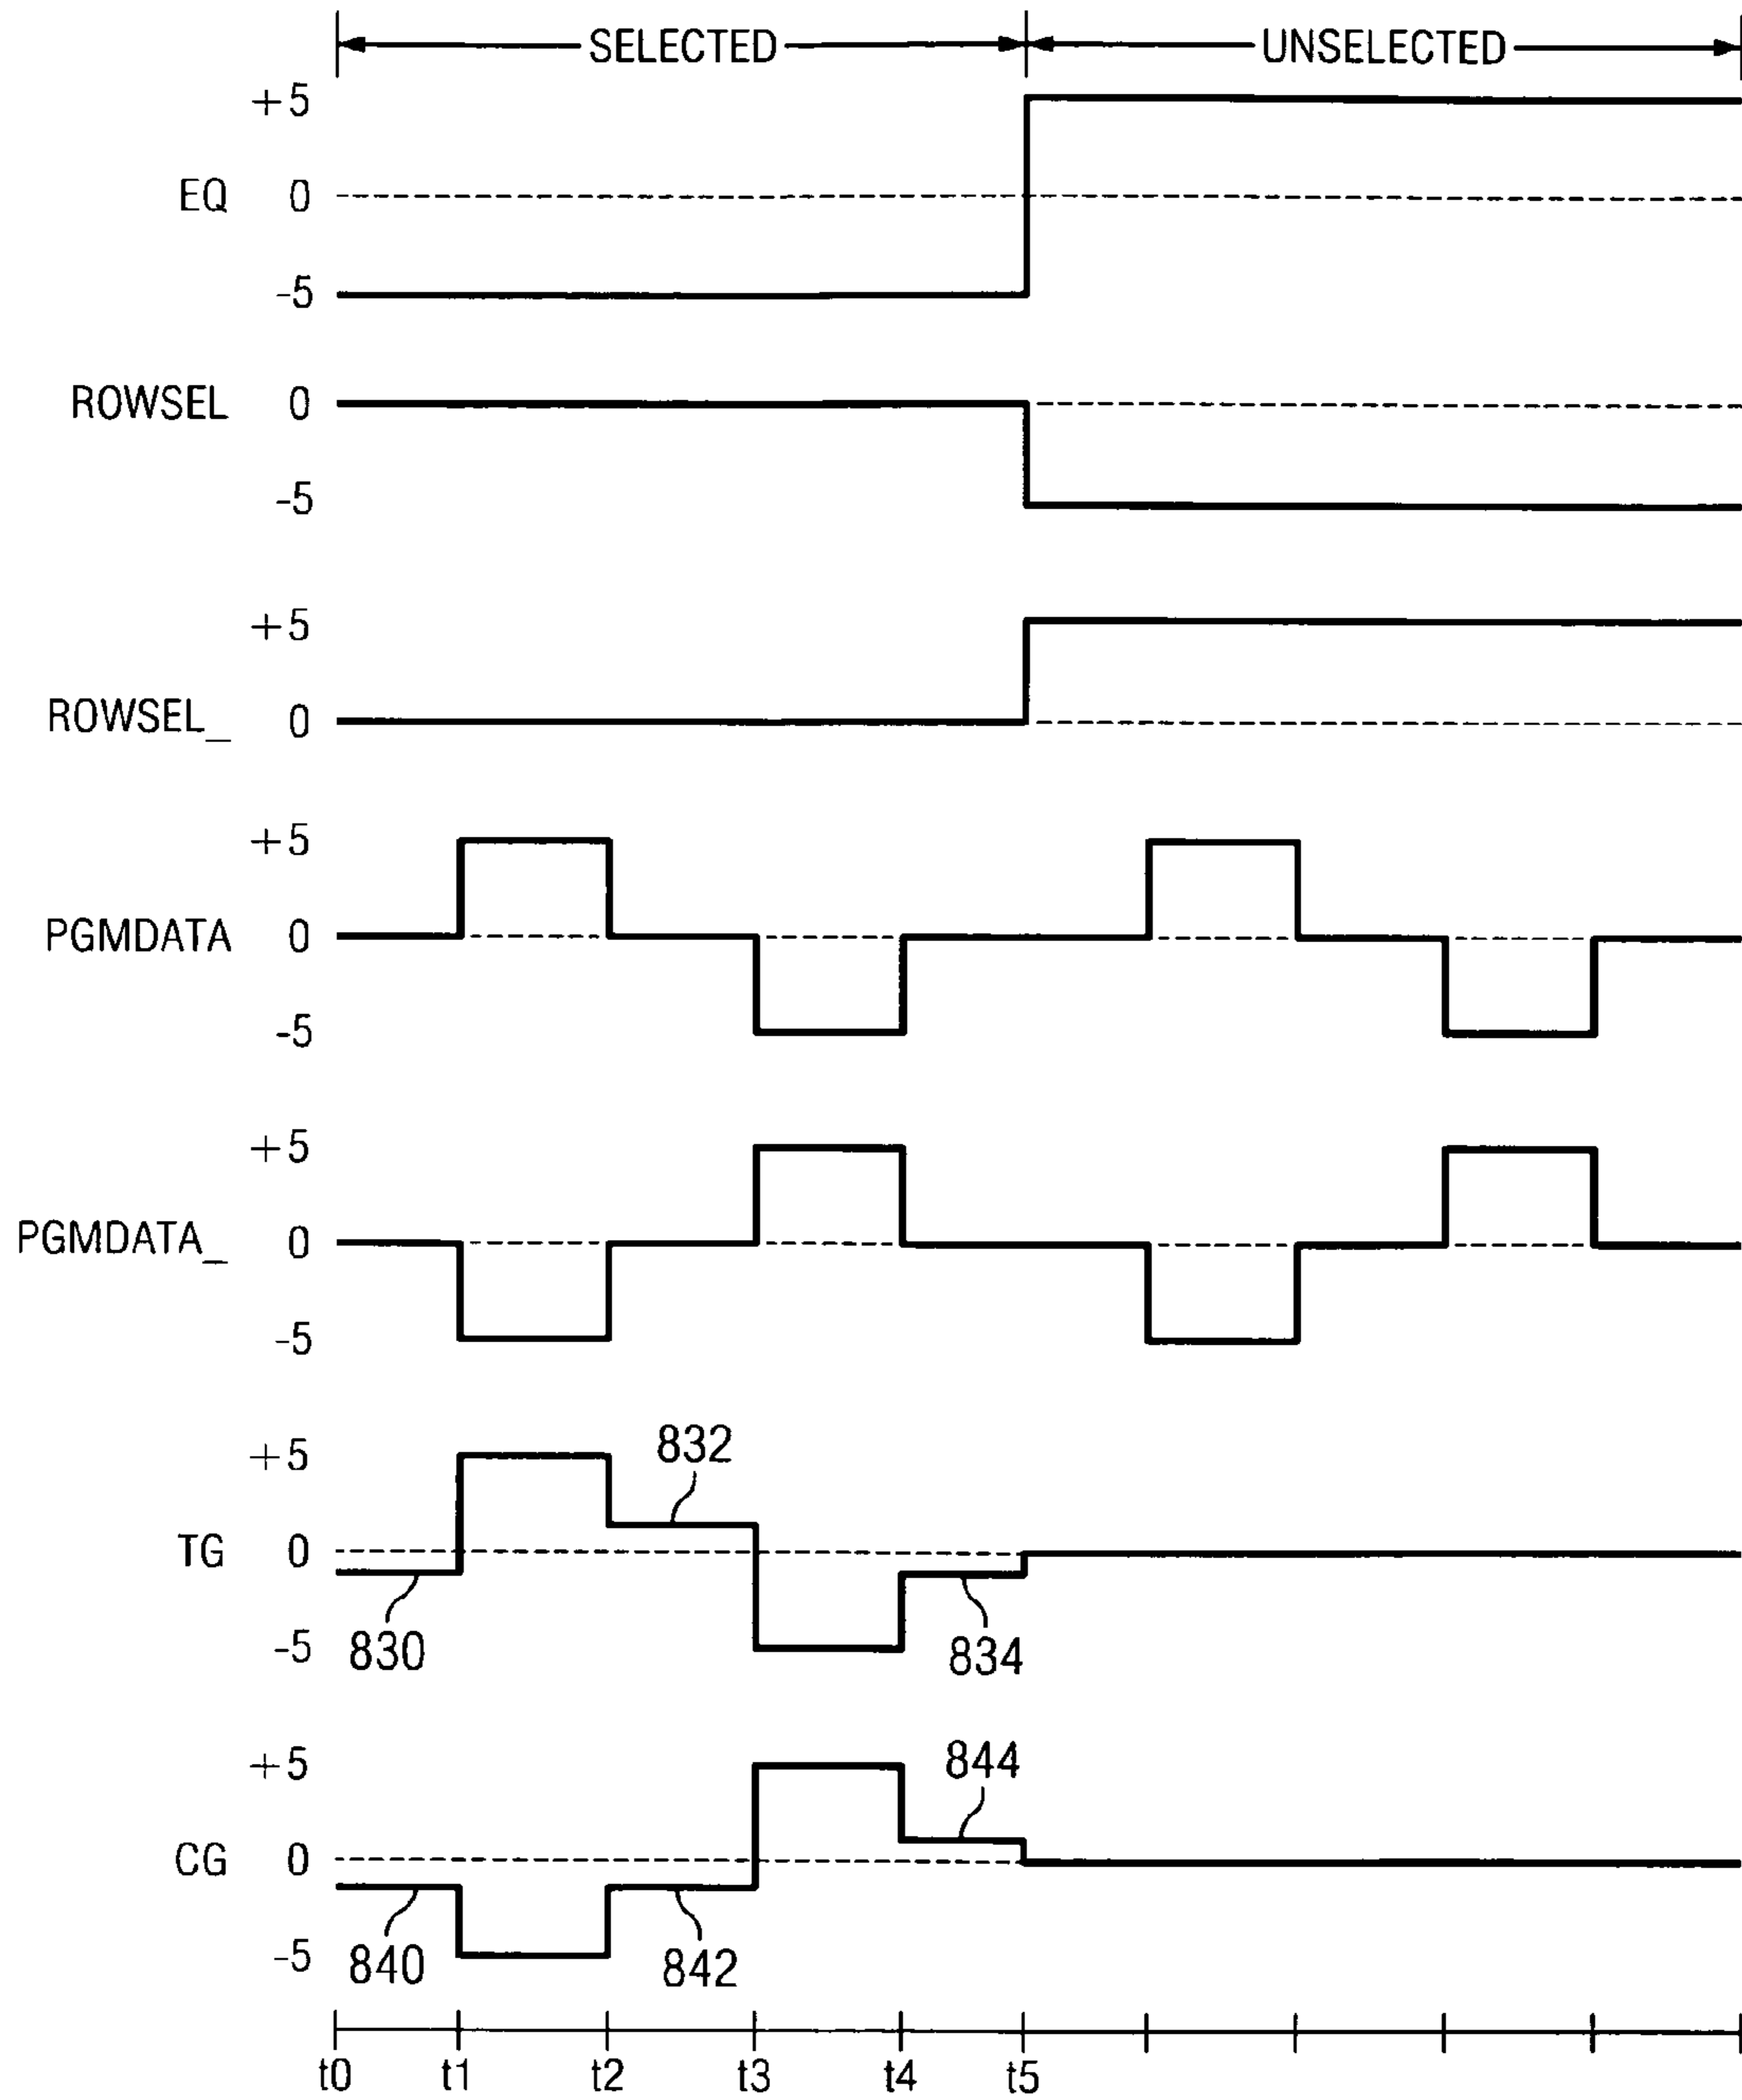 SELECTED UNSELECTED
+5
EQ 0
-5
ROWSEL 0
-5
+5
ROWSEL_ 0
+5
PGMDATA 0
-5
+5
PGMDATA_ 0
-5
832
+5
TG 0
-5 830 834
+5 844
CG 0
-5 840 842
t0 t1 t2 t3 t4 t5